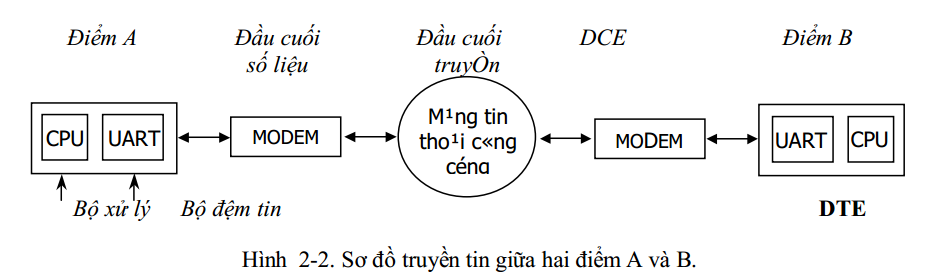 Điểm A Đầu cuối Đầu cuối DCE Điểm B
số liệu truyÒn
CPU UART MODEM M¹ng tin tho¹i c«ng céng MODEM UART CPU
Bộ xử lý Bộ đệm tin DTE
Hình 2-2. Sơ đồ truyền tin giữa hai điểm A và B.